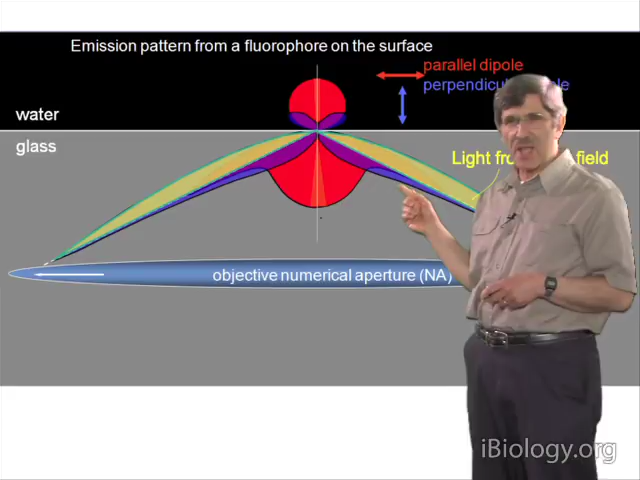 Emission pattern from a fluorophore on the surface
parallel dipole
water
glass
Light field
objective numerical aperture (NA)
iBiology.org